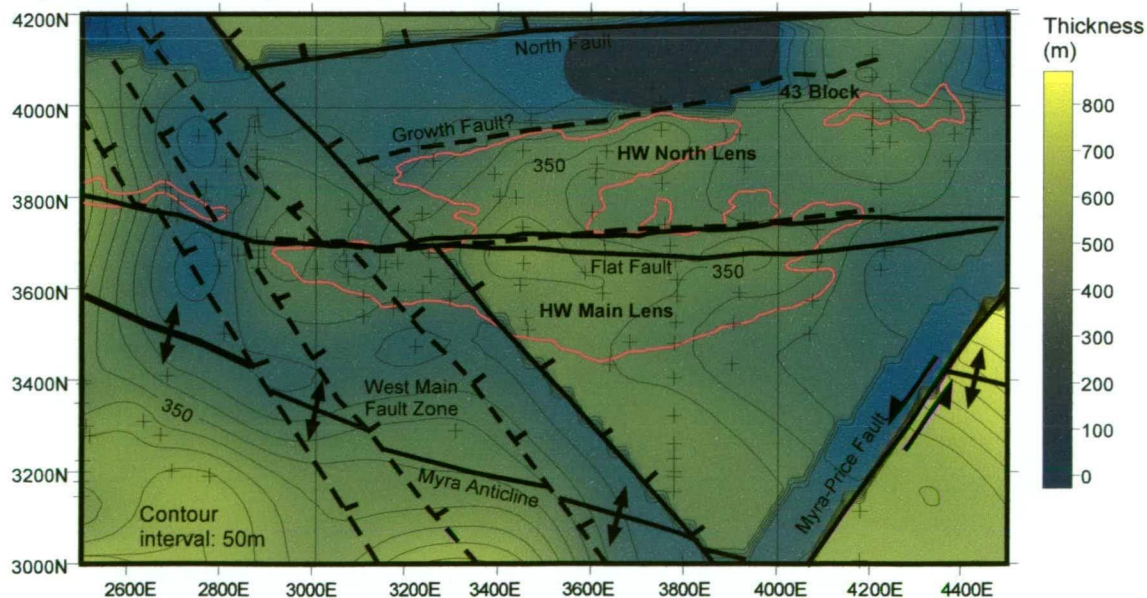 4200N
4000N
3800N
3600N
3400N
3200N
3000N
2600E
2800E
3000E
3200E
3400E
3600E
3800E
4000E
4200E
4400E
North Fault
43 Block
Growth Fault?
HW North Lens
350
Flat Fault
350
HW Main Lens
West Main
Fault Zone
350
Myra Anticline
Myra-Price Fault
Contour
interval: 50m
Thickness
(m)
800
700
600
500
400
300
200
100
0